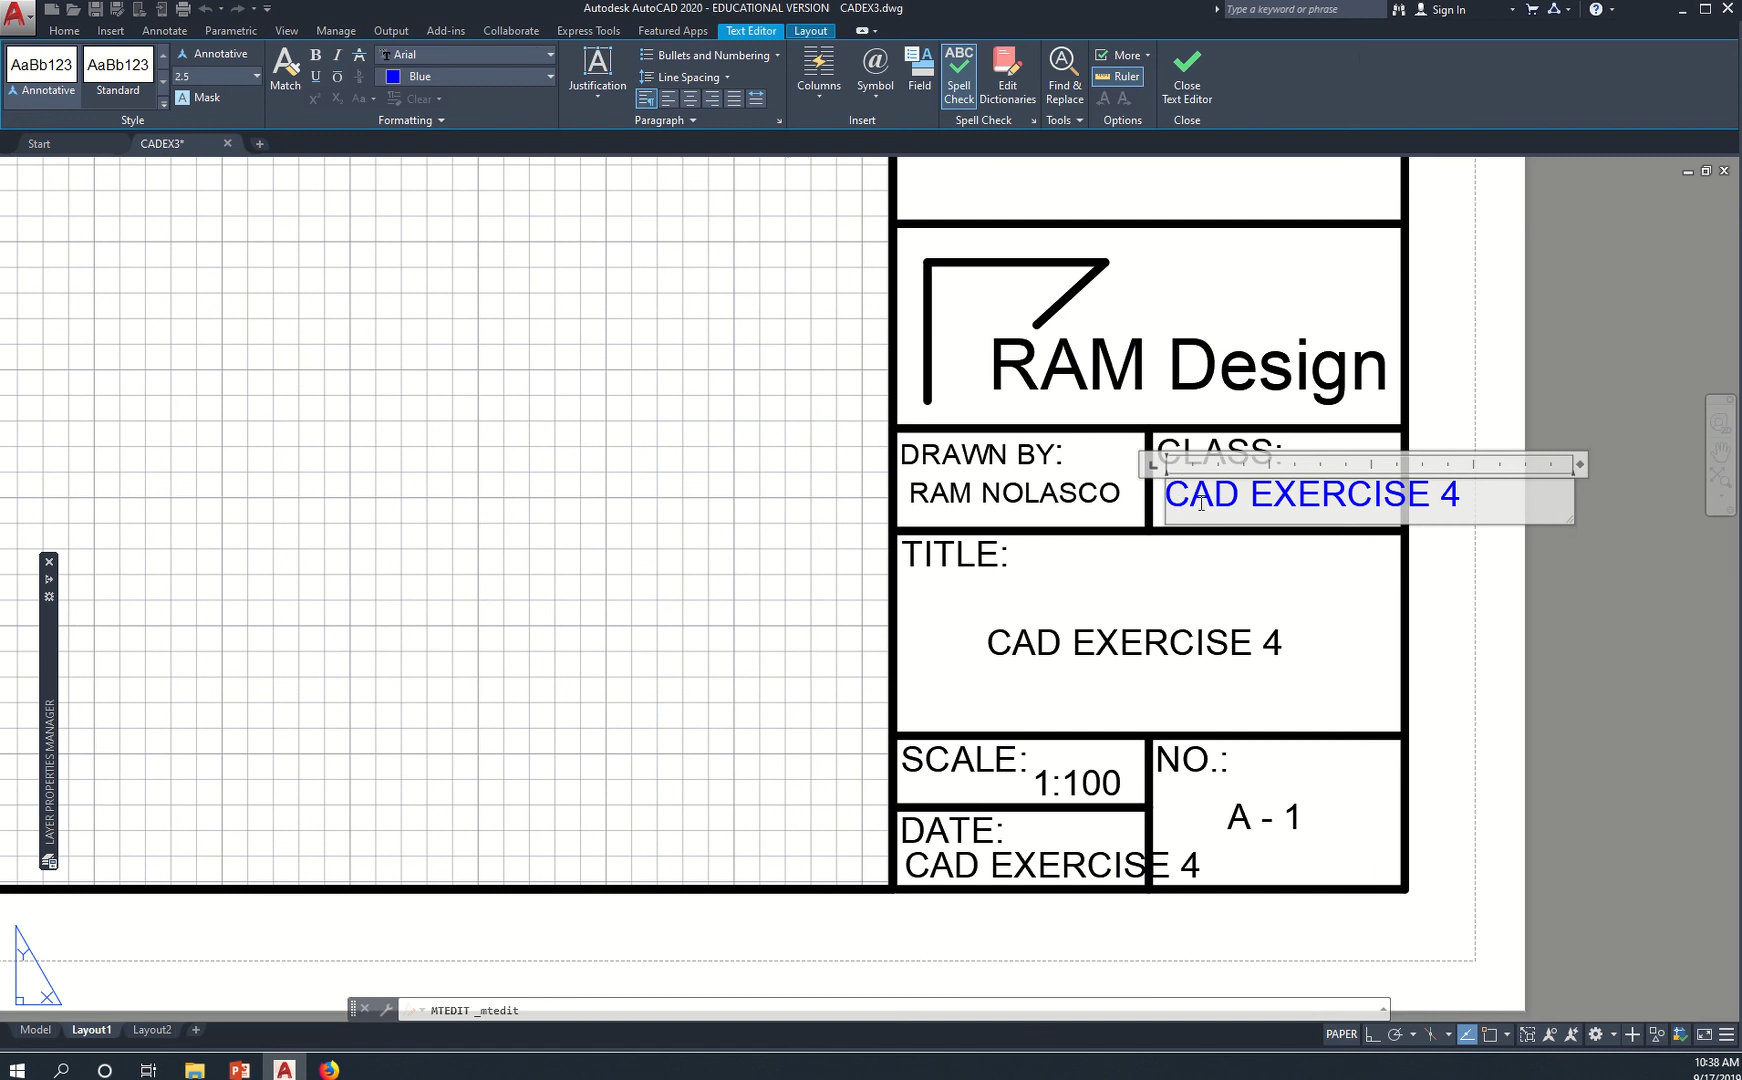 Autodesk AutoCAD 2020 - EDUCATIONAL VERSION CADEX3.dwg
Type a keyword or phrase
Sign In
Home Insert Annotate Parametric View Manage Output Add-ins Collaborate Express Tools Featured Apps Text Editor Layout
AaBb123 AaBb123
Annotative Standard
Annotative
2.5
Mask
Style
Match
Arial
Blue
Clear
Formatting
Justification
Bullets and Numbering
Line Spacing
Paragraph
Columns
Symbol
Field
Insert
ABC
Spell
Check
Edit
Dictionaries
Spell Check
Find &
Replace
Tools
More
Ruler
Options
Close
Text Editor
Close
Start CADEX3*
RAM Design
DRAWN BY:
RAM NOLASCO
CLASS:
CAD EXERCISE 4
TITLE:
CAD EXERCISE 4
SCALE:
1:100
NO.:
A - 1
DATE:
CAD EXERCISE 4
LAYER PROPERTIES MANAGER
Y
X
MTEDIT _mtedit
Model Layout1 Layout2
PAPER
10:38 AM
9/17/2019